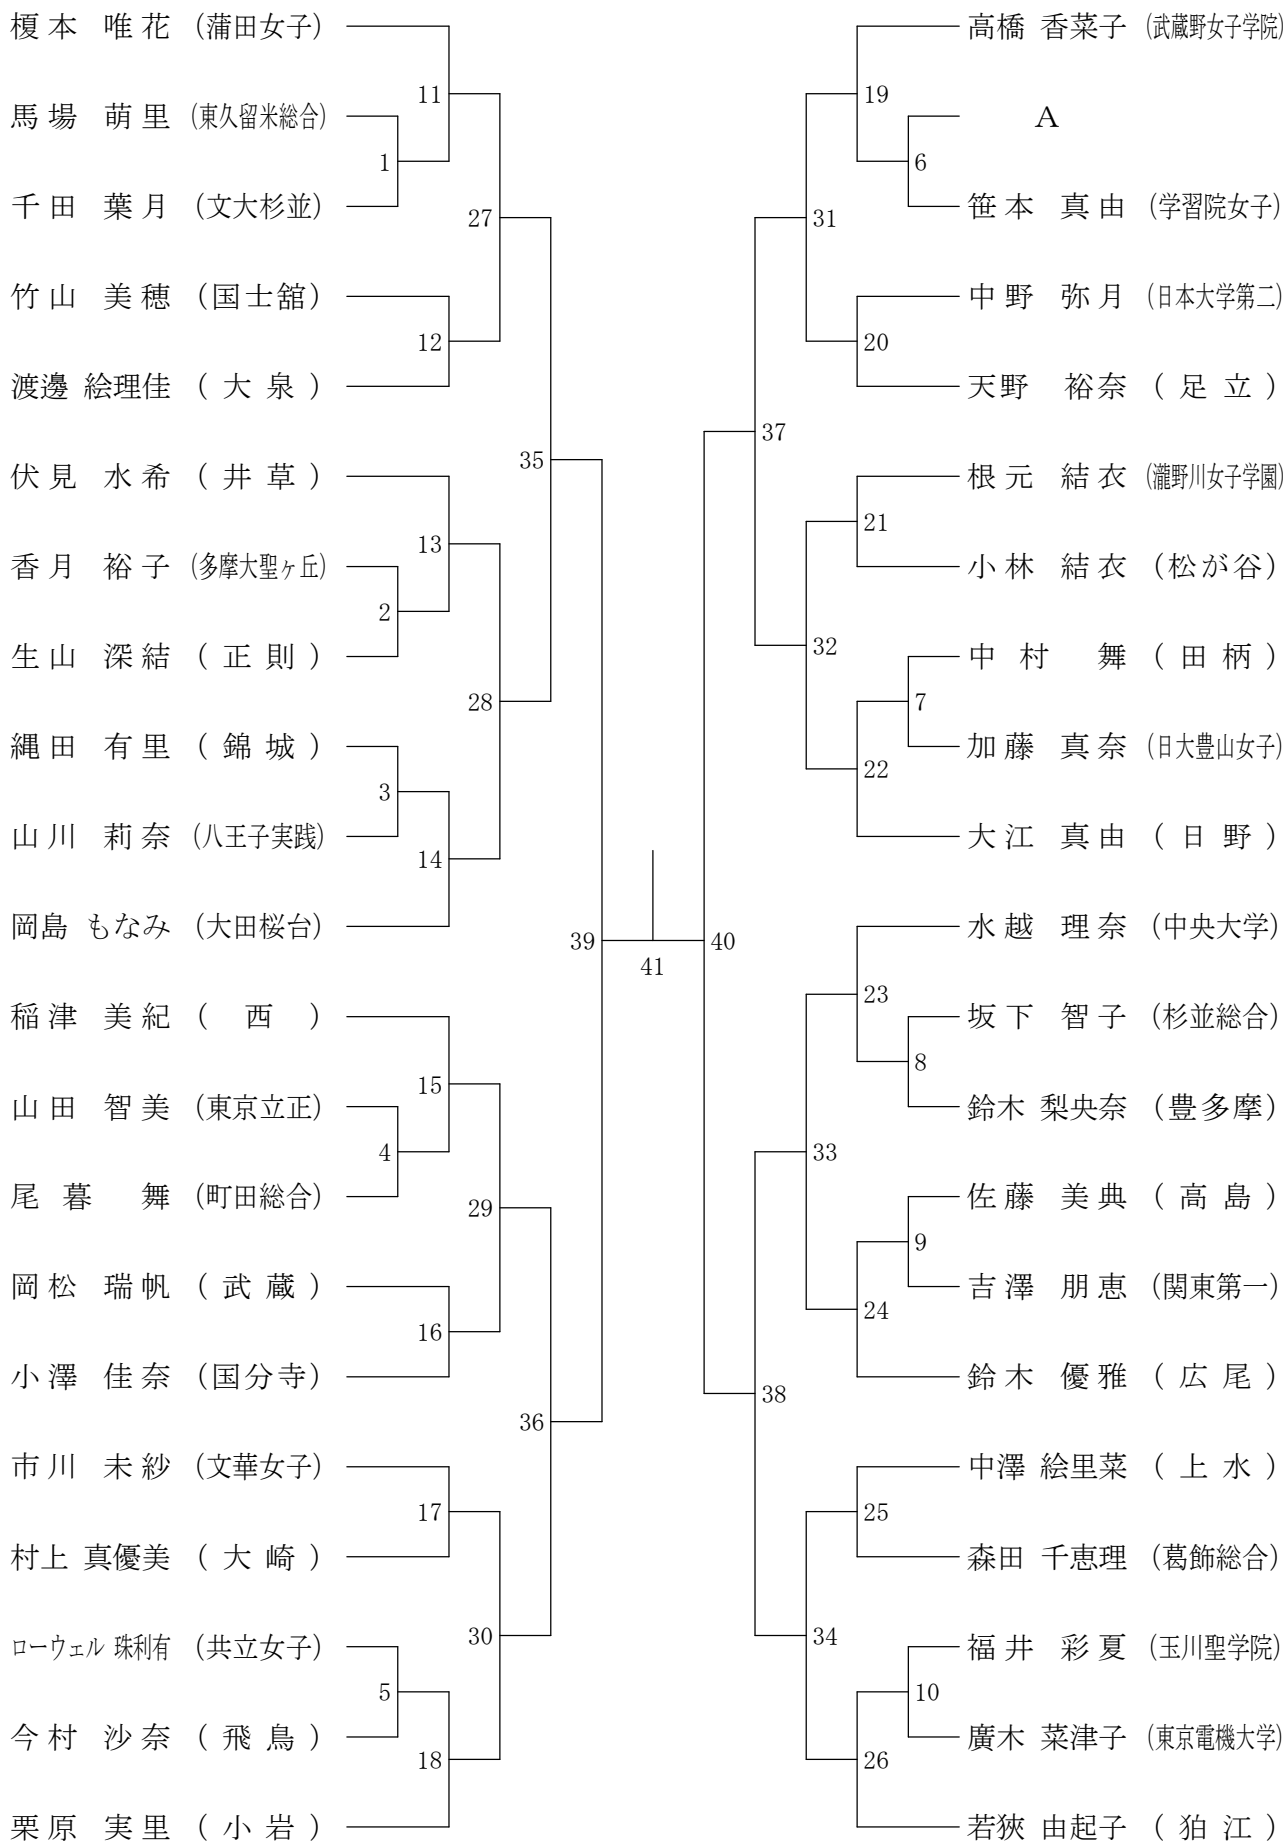 榎本 唯花 (蒲田女子)
馬場 萌里 (東久留米総合)
千田 葉月 (文大杉並)
竹山 美穂 (国士舘)
渡邊 絵理佳 (大泉)
伏見 水希 (井草)
香月 裕子 (多摩大聖ヶ丘)
生山 深結 (正則)
縄田 有里 (錦城)
山川 莉奈 (八王子実践)
岡島 もなみ (大田桜台)
稲津 美紀 (西)
山田 智美 (東京立正)
尾暮 舞 (町田総合)
岡松 瑞帆 (武蔵)
小澤 佳奈 (国分寺)
市川 未紗 (文華女子)
村上 真優美 (大崎)
ローウェル 珠利有 (共立女子)
今村 沙奈 (飛鳥)
栗原 実里 (小岩)
1
2
3
4
5
11
12
13
14
15
16
17
18
27
28
29
30
35
36
39
41
40
37
38
31
32
33
34
19
20
21
22
23
24
25
26
6
7
8
9
10
高橋 香菜子 (武蔵野女子学院)
A
笹本 真由 (学習院女子)
中野 弥月 (日本大学第二)
天野 裕奈 (足立)
根元 結衣 (瀧野川女子学園)
小林 結衣 (松が谷)
中村 舞 (田柄)
加藤 真奈 (日大豊山女子)
大江 真由 (日野)
水越 理奈 (中央大学)
坂下 智子 (杉並総合)
鈴木 梨央奈 (豊多摩)
佐藤 美典 (高島)
吉澤 朋恵 (関東第一)
鈴木 優雅 (広尾)
中澤 絵里菜 (上水)
森田 千恵理 (葛飾総合)
福井 彩夏 (玉川聖学院)
廣木 菜津子 (東京電機大学)
若狹 由起子 (狛江)